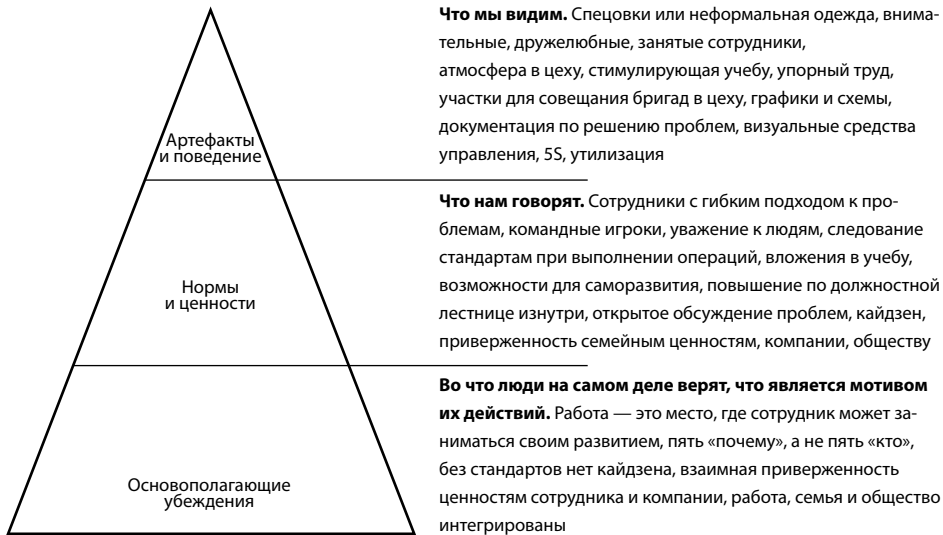 Что мы видим. Спецовки или неформальная одежда, внима-
тельные, дружелюбные, занятые сотрудники,
атмосфера в цеху, стимулирующая учебу, упорный труд,
участки для совещания бригад в цеху, графики и схемы,
документация по решению проблем, визуальные средства
управления, 5S, утилизация
Артефакты
и поведение
Что нам говорят. Сотрудники с гибким подходом к про-
блемам, командные игроки, уважение к людям, следование
стандартам при выполнении операций, вложения в учебу,
возможности для саморазвития, повышение по должностной
лестнице изнутри, открытое обсуждение проблем, кайдзен,
приверженность семейным ценностям, компании, обществу
Нормы
и ценности
Во что люди на самом деле верят, что является мотивом
их действий. Работа — это место, где сотрудник может за-
ниматься своим развитием, пять «почему», а не пять «кто»,
без стандартов нет кайдзена, взаимная приверженность
ценностям сотрудника и компании, работа, семья и общество
интегрированы
Основополагающие
убеждения